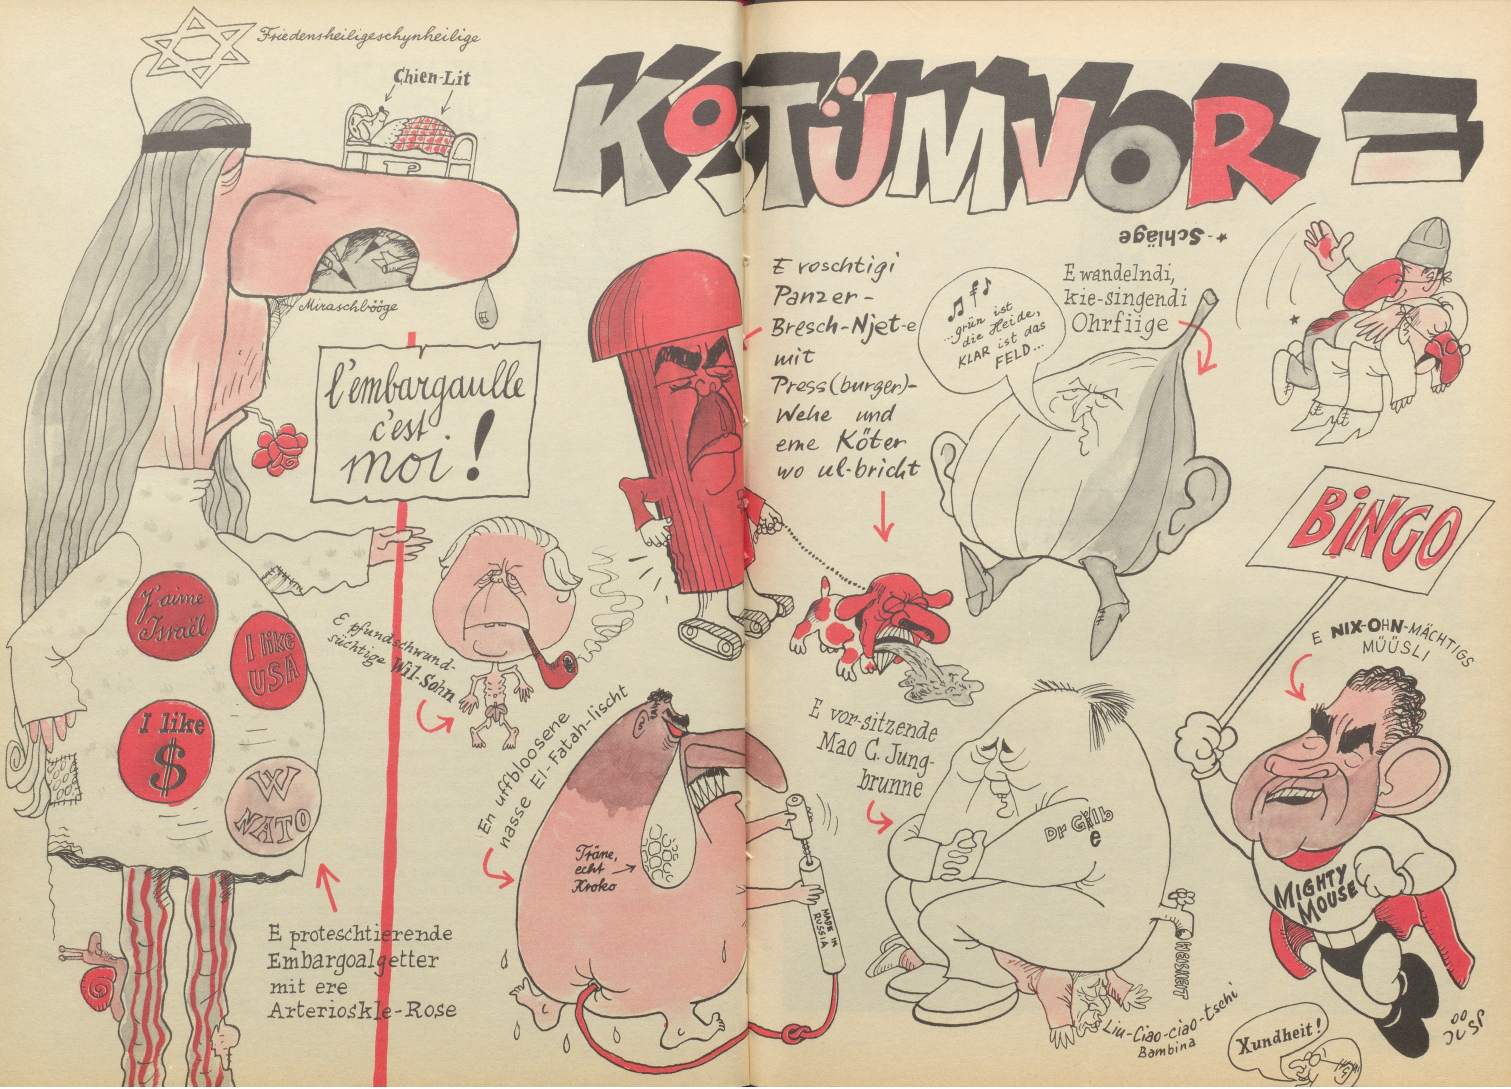 Friedensheiligeschynheilige
Chien-Lit
P
Miraschbööge
l'embargaulle
c'est
moi!
J'aime
Israël
I like
USA
I like
$
W
NATO
E proteschtierende
Embargoalgetter
mit ere
Arterioskle-Rose
E pfundschwund-
süchtige Wil-Sohn
KOSTÜMVOR =
*-Schläge
E roschtigi
Panzer-
Bresch-Njet-e
mit
Press(burger)-
Wehe und
eme Köter
wo ul-bricht
...grün ist
die Heide,
KLAR ist das
FELD...
E wandelndi,
kie-singendi
Ohrfiige
*
En uffbloosene
nasse El-Fatah-lischt
Träne,
echt
Kroko
MADE IN
RUSSIA
E vor-sitzende
Mao C. Jung-
brunne
Dr Gilb
e
WEISHEIT
Liu-Ciao-ciao-tschi
Bambina
BINGO
E NIX-OHN-MÄCHTIGS
MÜÜSLI
MIGHTY
MOUSE
Xundheit!
JÜSP